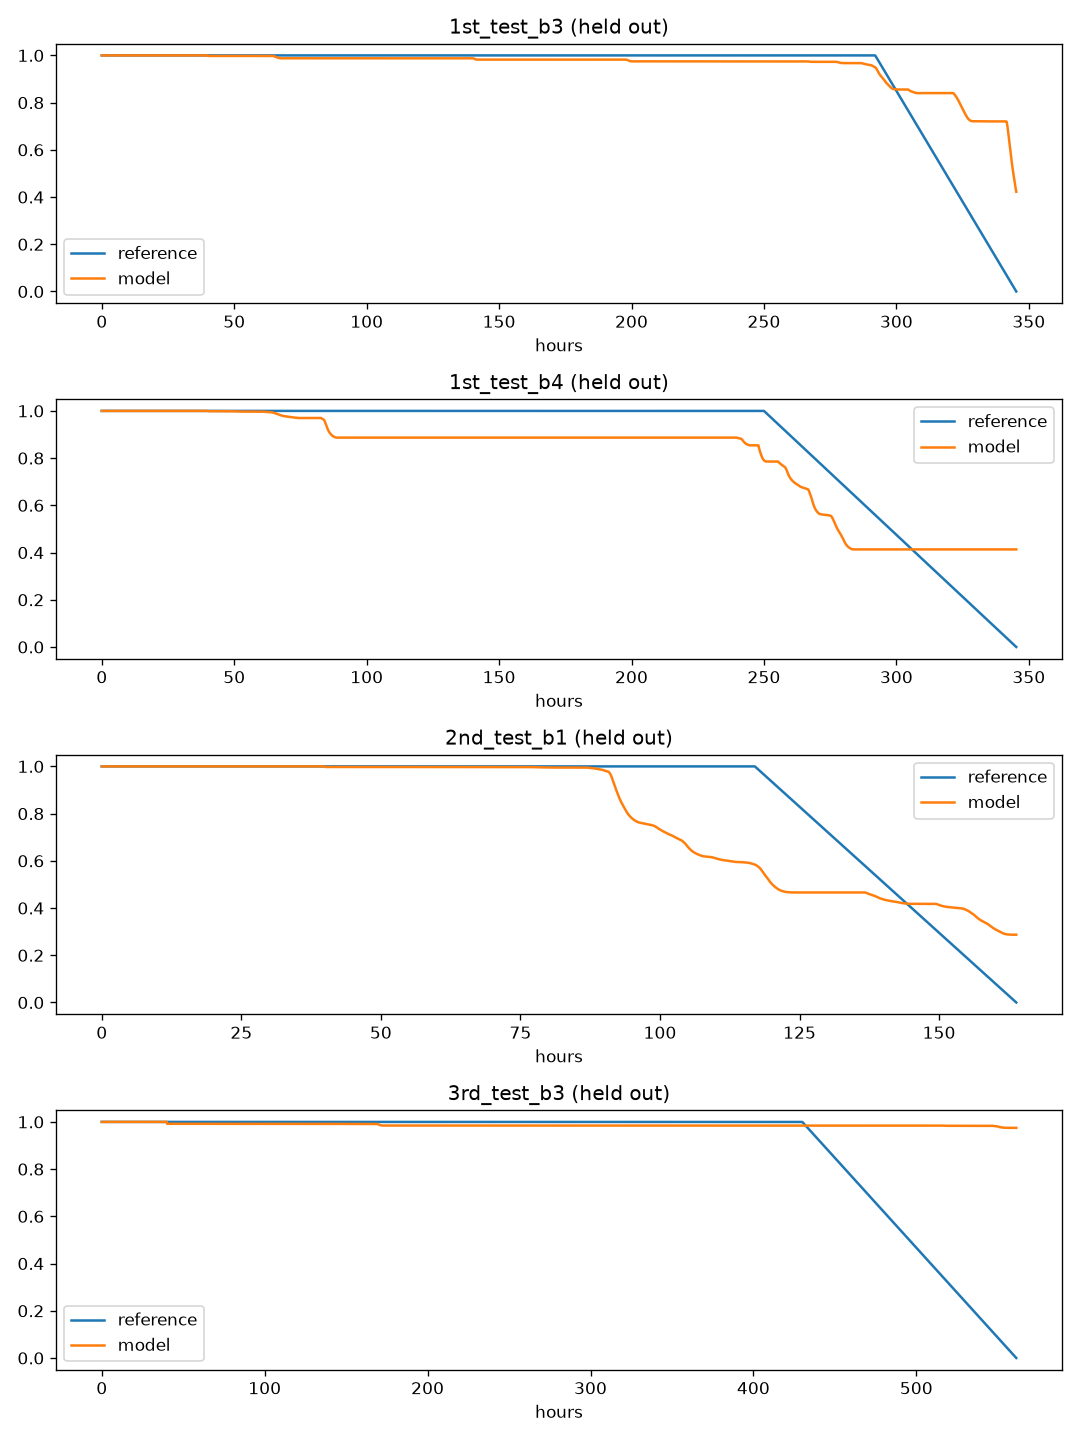 1st_test_b3 (held out)
1.0
0.8
0.6
0.4
0.2
0.0
reference
model
0 50 100 150 200 250 300 350
hours
1st_test_b4 (held out)
1.0
0.8
0.6
0.4
0.2
0.0
reference
model
0 50 100 150 200 250 300 350
hours
2nd_test_b1 (held out)
1.0
0.8
0.6
0.4
0.2
0.0
reference
model
0 25 50 75 100 125 150
hours
3rd_test_b3 (held out)
1.0
0.8
0.6
0.4
0.2
0.0
reference
model
0 100 200 300 400 500
hours